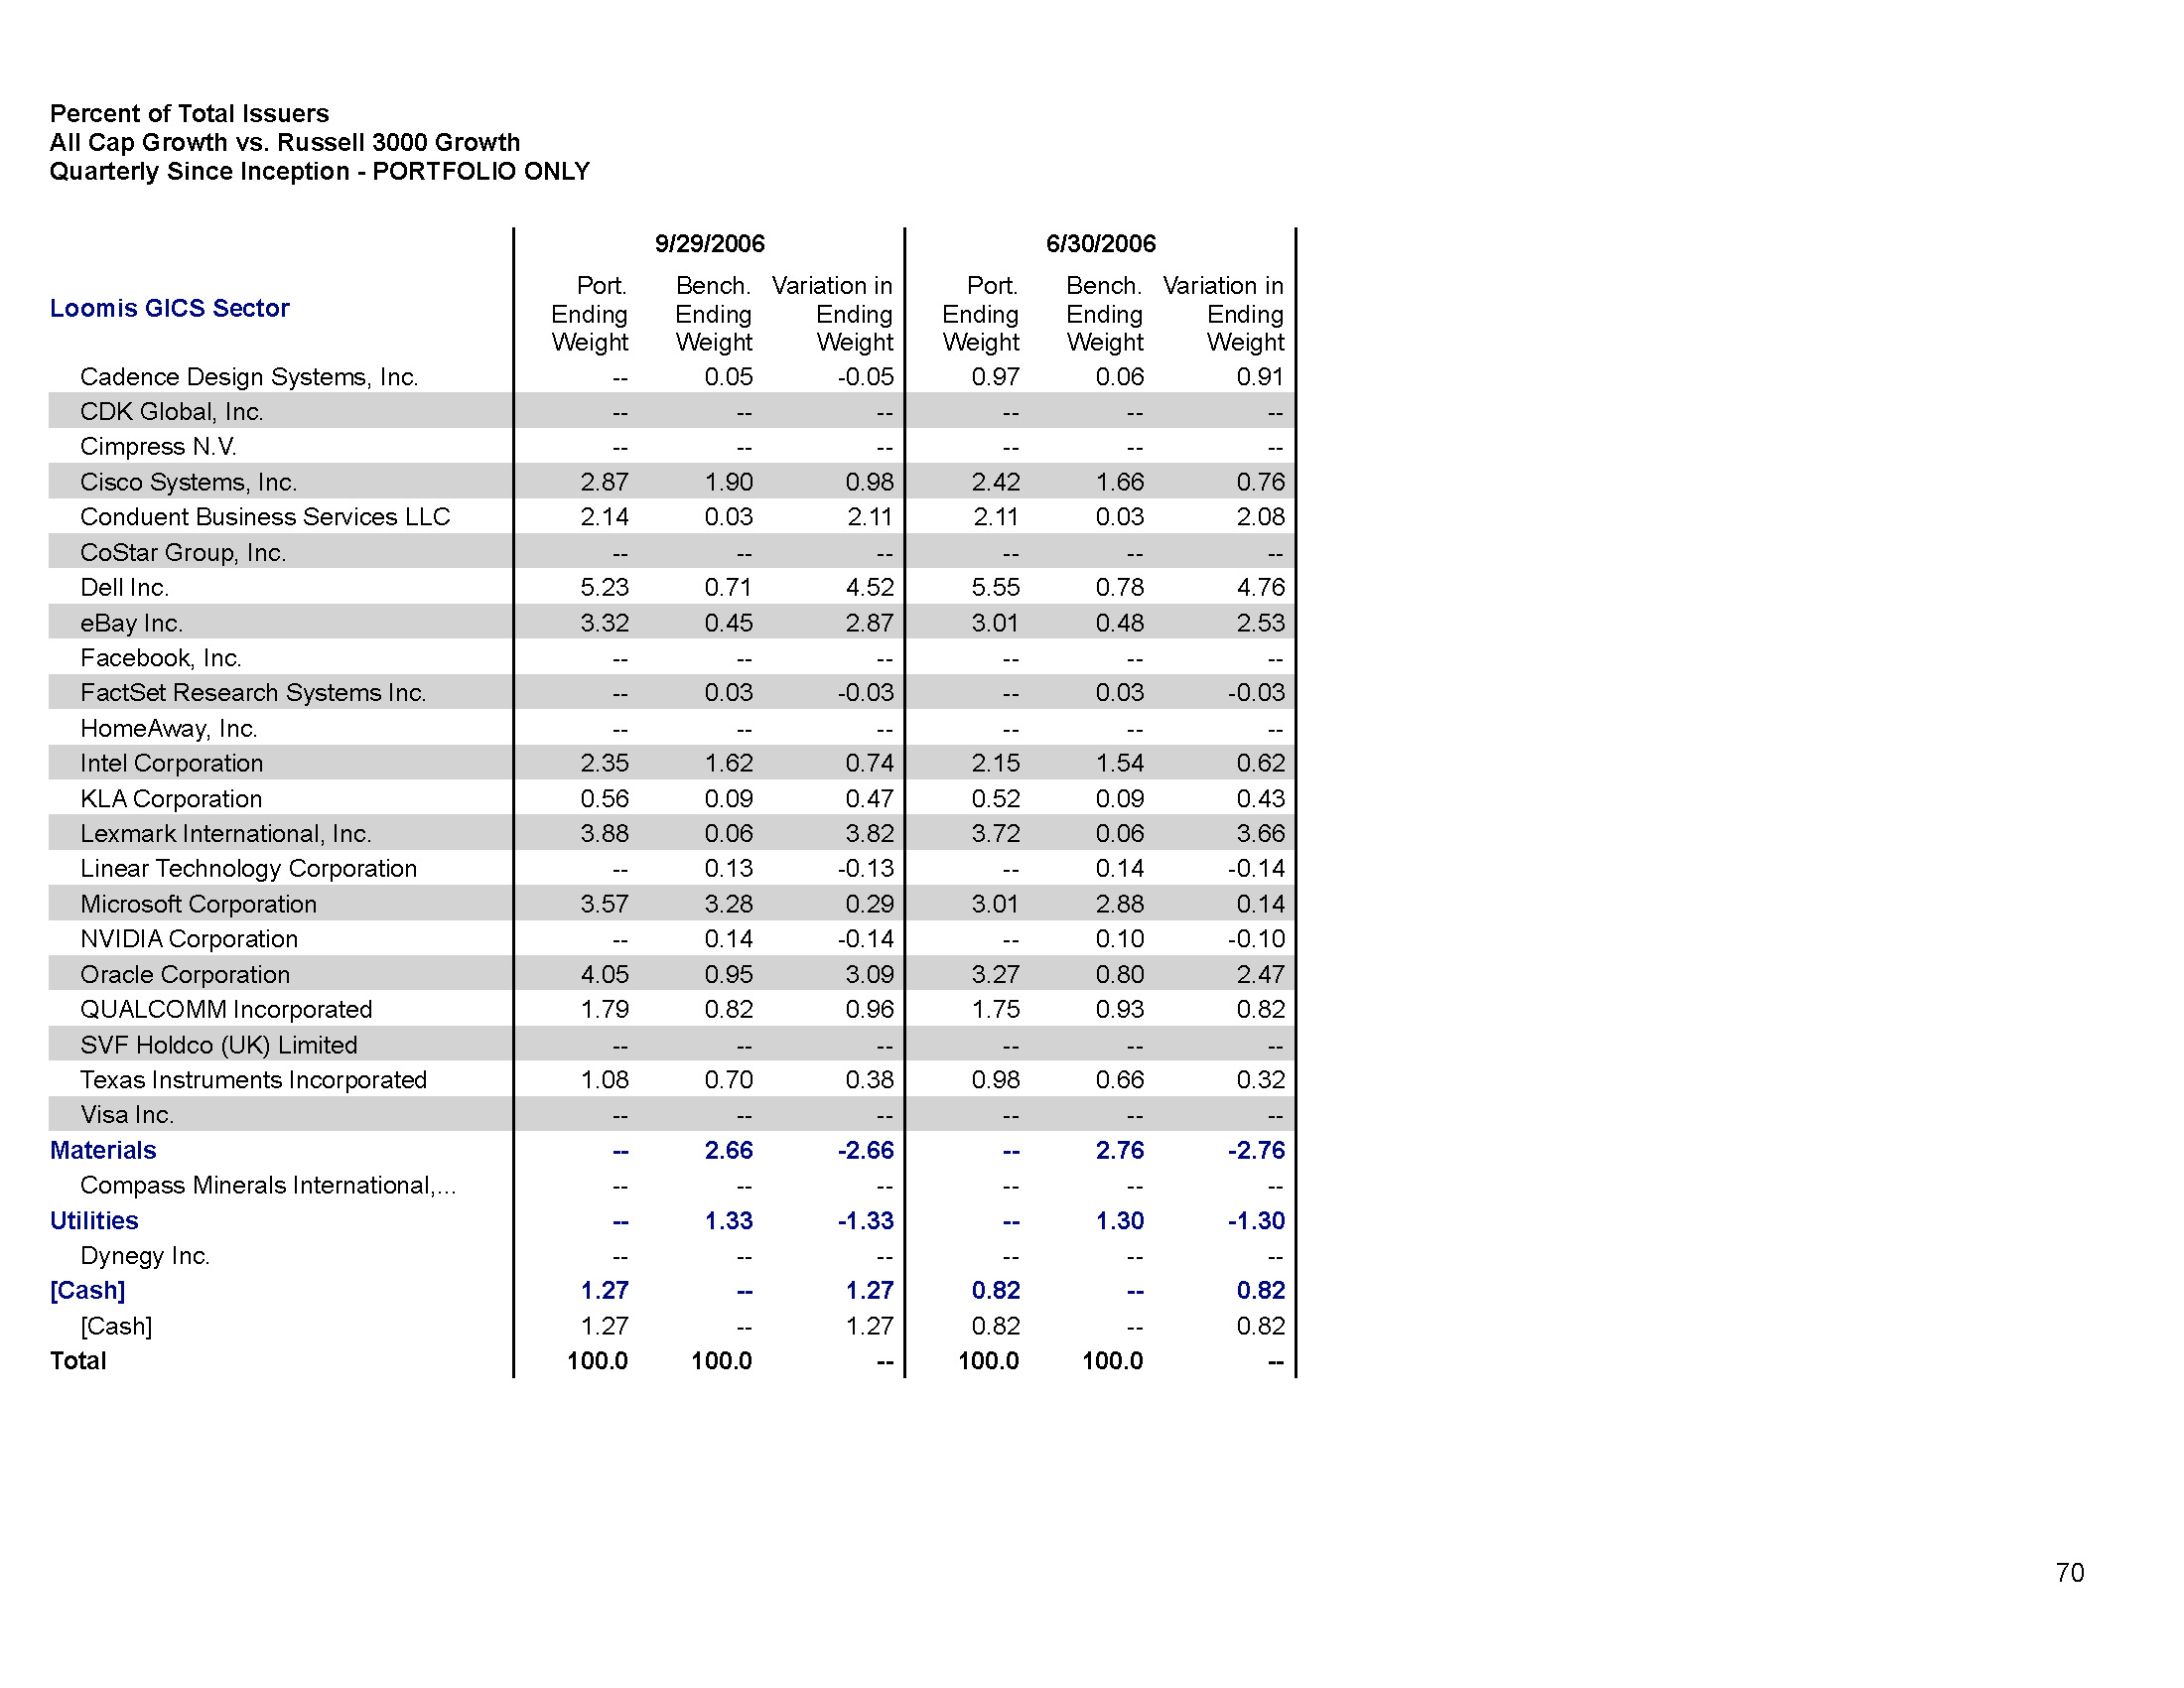 Percent of Total Issuers
All Cap Growth vs. Russell 3000 Growth
Quarterly Since Inception - PORTFOLIO ONLY
9/29/2006 6/30/2006
Loomis GICS Sector
Port. Bench. Variation in Port. Bench. Variation in
Ending Ending Ending Ending Ending Ending
Weight Weight Weight Weight Weight Weight
Cadence Design Systems, Inc. -- 0.05 -0.05 0.97 0.06 0.91
CDK Global, Inc. -- -- -- -- -- --
Cimpress N.V. -- -- -- -- -- --
Cisco Systems, Inc. 2.87 1.90 0.98 2.42 1.66 0.76
Conduent Business Services LLC 2.14 0.03 2.11 2.11 0.03 2.08
CoStar Group, Inc. -- -- -- -- -- --
Dell Inc. 5.23 0.71 4.52 5.55 0.78 4.76
eBay Inc. 3.32 0.45 2.87 3.01 0.48 2.53
Facebook, Inc. -- -- -- -- -- --
FactSet Research Systems Inc. -- 0.03 -0.03 -- 0.03 -0.03
HomeAway, Inc. -- -- -- -- -- --
Intel Corporation 2.35 1.62 0.74 2.15 1.54 0.62
KLA Corporation 0.56 0.09 0.47 0.52 0.09 0.43
Lexmark International, Inc. 3.88 0.06 3.82 3.72 0.06 3.66
Linear Technology Corporation -- 0.13 -0.13 -- 0.14 -0.14
Microsoft Corporation 3.57 3.28 0.29 3.01 2.88 0.14
NVIDIA Corporation -- 0.14 -0.14 -- 0.10 -0.10
Oracle Corporation 4.05 0.95 3.09 3.27 0.80 2.47
QUALCOMM Incorporated 1.79 0.82 0.96 1.75 0.93 0.82
SVF Holdco (UK) Limited -- -- -- -- -- --
Texas Instruments Incorporated 1.08 0.70 0.38 0.98 0.66 0.32
Visa Inc. -- -- -- -- -- --
Materials -- 2.66 -2.66 -- 2.76 -2.76
Compass Minerals International,... -- -- -- -- -- --
Utilities -- 1.33 -1.33 -- 1.30 -1.30
Dynegy Inc. -- -- -- -- -- --
[Cash] 1.27 -- 1.27 0.82 -- 0.82
[Cash] 1.27 -- 1.27 0.82 -- 0.82
Total 100.0 100.0 -- 100.0 100.0 --
70